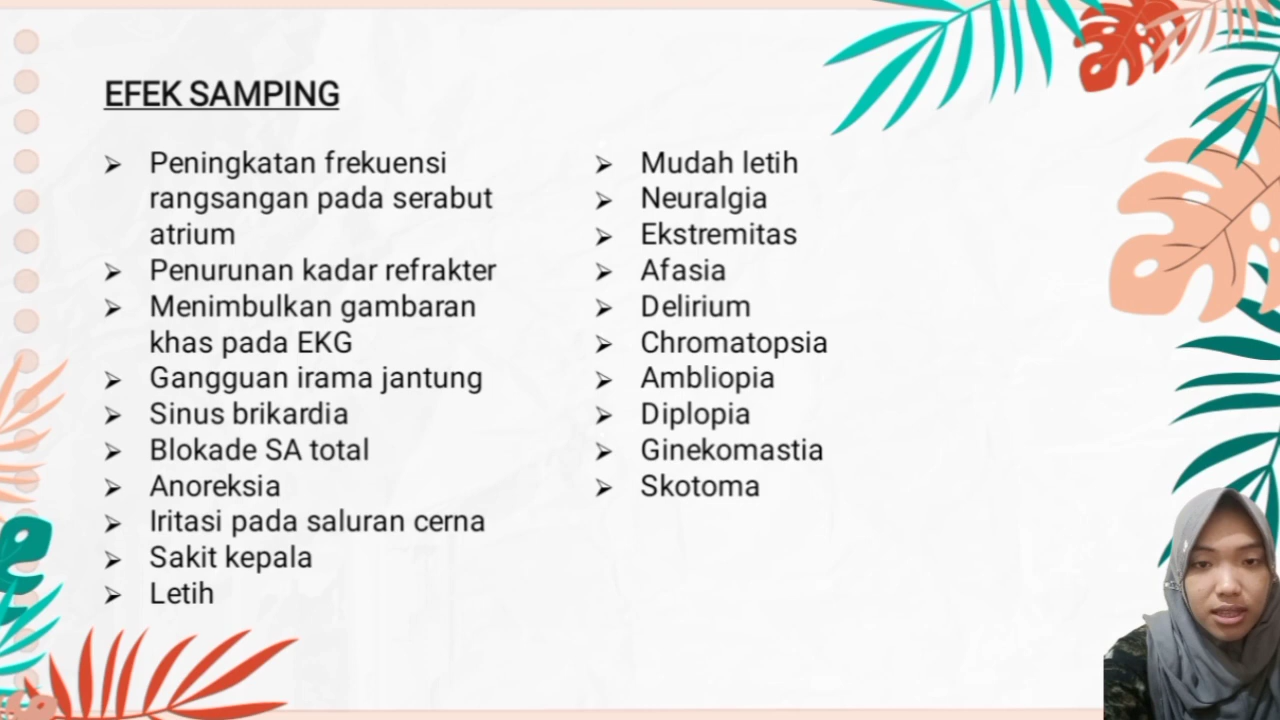 EFEK SAMPING
➢ Peningkatan frekuensi
rangsangan pada serabut
atrium
➢ Penurunan kadar refrakter
➢ Menimbulkan gambaran
khas pada EKG
➢ Gangguan irama jantung
➢ Sinus brikardia
➢ Blokade SA total
➢ Anoreksia
➢ Iritasi pada saluran cerna
➢ Sakit kepala
➢ Letih
➢ Mudah letih
➢ Neuralgia
➢ Ekstremitas
➢ Afasia
➢ Delirium
➢ Chromatopsia
➢ Ambliopia
➢ Diplopia
➢ Ginekomastia
➢ Skotoma